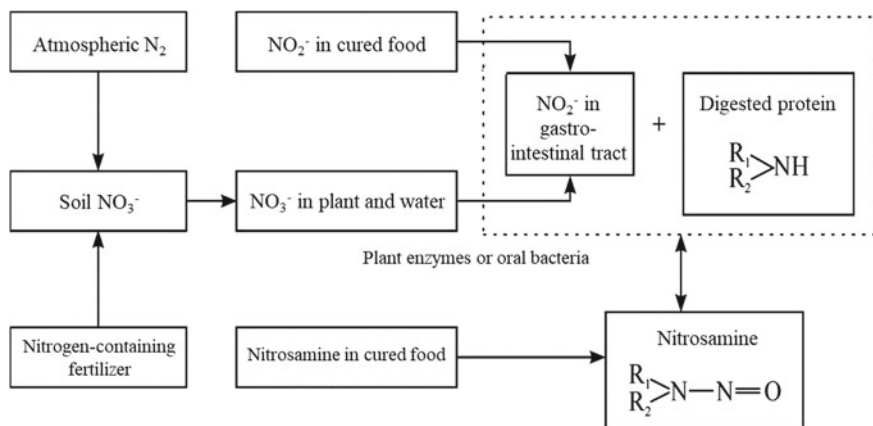 Atmospheric N₂
NO₂⁻ in cured food
NO₂⁻ in
gastro-
intestinal tract
+
Digested protein
R₁
R₂
NH
Soil NO₃⁻
NO₃⁻ in plant and water
Plant enzymes or oral bacteria
Nitrogen-containing
fertilizer
Nitrosamine in cured food
Nitrosamine
R₁
R₂
N—N=O